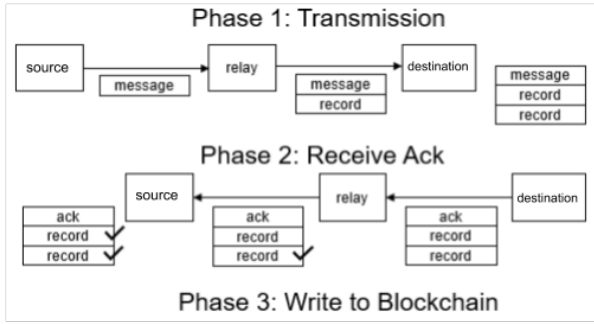 Phase 1: Transmission
source
relay
destination
message
message
record
message
record
record
Phase 2: Receive Ack
source
relay
destination
ack
record
record
ack
record
record
ack
record
record
Phase 3: Write to Blockchain